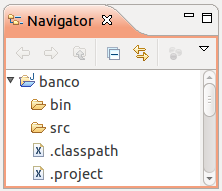 Navigator
banco
bin
src
.classpath
.project